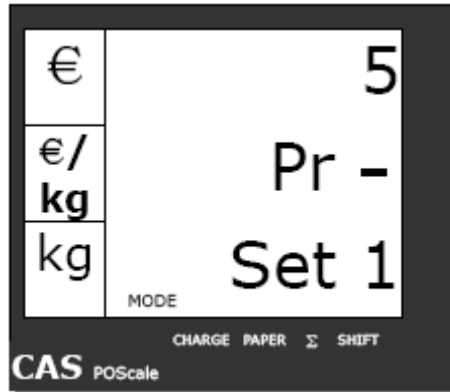 € 5
€/ Pr -
kg
kg Set 1
MODE
CHARGE PAPER Σ SHIFT
CAS POScale